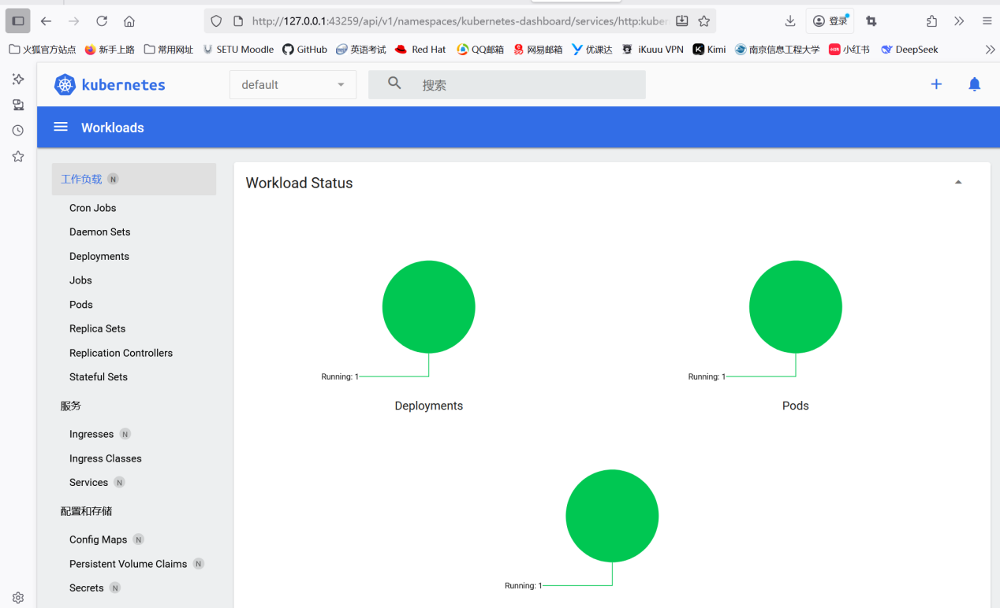 http://127.0.0.1:43259/api/v1/namespaces/kubernetes-dashboard/services/http:kuber
登录
火狐官方站点 新手上路 常用网址 SETU Moodle GitHub 英语考试 Red Hat QQ邮箱 网易邮箱 优课达 iKuuu VPN Kimi 南京信息工程大学 小红书 DeepSeek
kubernetes default 搜索
Workloads
工作负载 N
Cron Jobs
Daemon Sets
Deployments
Jobs
Pods
Replica Sets
Replication Controllers
Stateful Sets
服务
Ingresses N
Ingress Classes
Services N
配置和存储
Config Maps N
Persistent Volume Claims N
Secrets N
Workload Status
Running: 1
Deployments
Running: 1
Pods
Running: 1